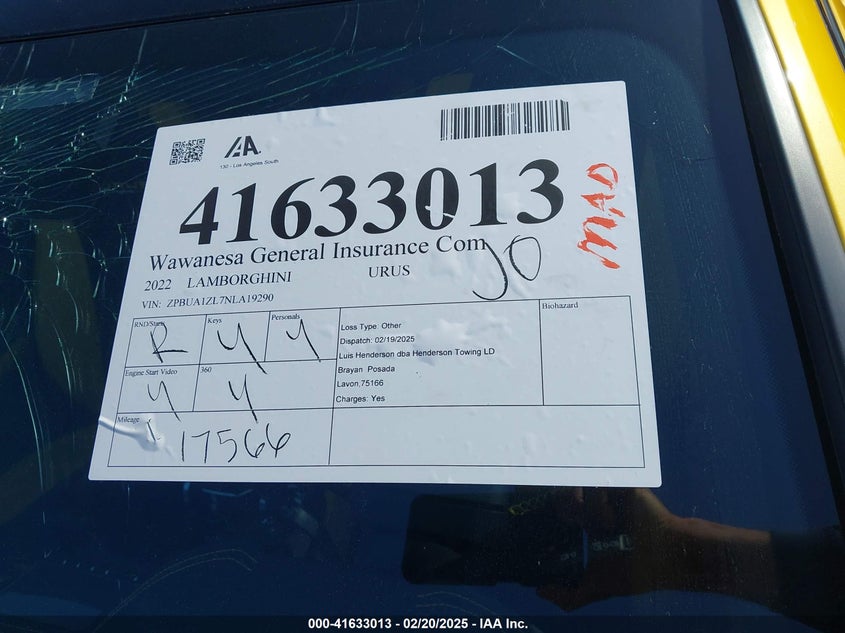 IAA.
130 - Los Angeles South
41633013
Wawanesa General Insurance Com
JO
2022 LAMBORGHINI URUS
VIN: ZPBUA1ZL7NLA19290
RND/Starts R
Keys Y
Personals Y
Engine Start Video Y
360 Y
Mileage 17566
Loss Type: Other
Dispatch: 02/19/2025
Luis Henderson dba Henderson Towing LD
Brayan Posada
Lavon,75166
Charges: Yes
Biohazard
000-41633013 - 02/20/2025 - IAA Inc.